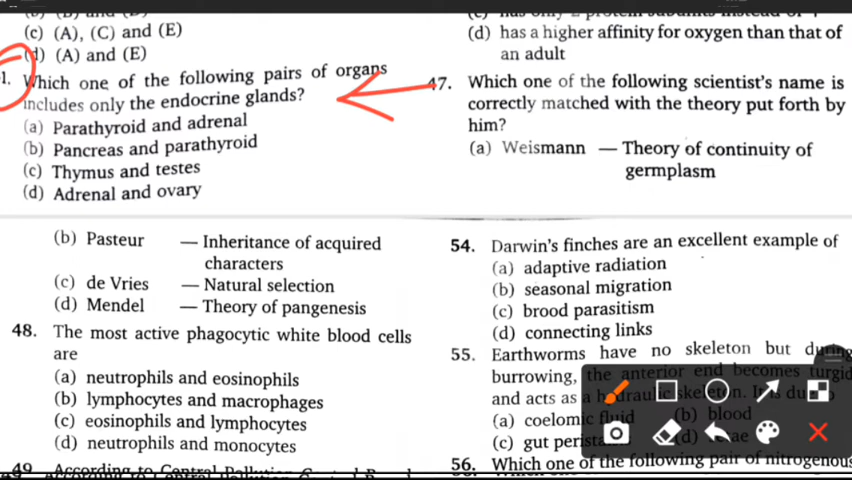 (c) (A), (C) and (E)
(d) (A) and (E)
1. Which one of the following pairs of organs
includes only the endocrine glands?
(a) Parathyroid and adrenal
(b) Pancreas and parathyroid
(c) Thymus and testes
(d) Adrenal and ovary
(b) Pasteur — Inheritance of acquired
characters
(c) de Vries — Natural selection
(d) Mendel — Theory of pangenesis
48. The most active phagocytic white blood cells
are
(a) neutrophils and eosinophils
(b) lymphocytes and macrophages
(c) eosinophils and lymphocytes
(d) neutrophils and monocytes
49. According to Central Pollution Control
(d) has a higher affinity for oxygen than that of
an adult
47. Which one of the following scientist's name is
correctly matched with the theory put forth by
him?
(a) Weismann — Theory of continuity of
germplasm
54. Darwin's finches are an excellent example of
(a) adaptive radiation
(b) seasonal migration
(c) brood parasitism
(d) connecting links
55. Earthworms have no skeleton but during
burrowing, the anterior end becomes turgid
and acts as a hydraulic skeleton. It is due
(a) coelomic fluid (b) blood
(c) gut (d)
56. Which one of the following pair of nitrogenous